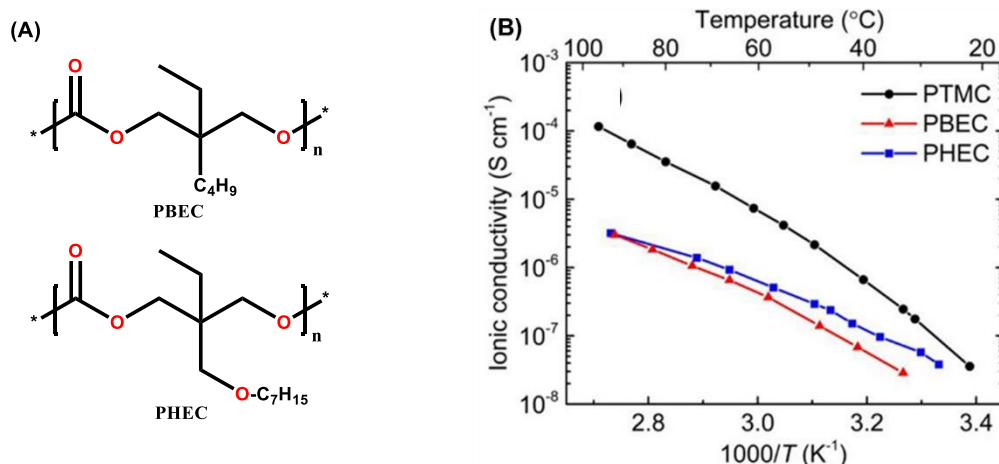 (A)
O
* [ O O ]n *
C₄H₉
PBEC
O
* [ O O ]n *
O-C₇H₁₅
PHEC
(B)
Temperature (°C)
100 80 60 40 20
Ionic conductivity (S cm⁻¹)
10⁻³
10⁻⁴
10⁻⁵
10⁻⁶
10⁻⁷
10⁻⁸
PTMC
PBEC
PHEC
2.8 3.0 3.2 3.4
1000/T (K⁻¹)